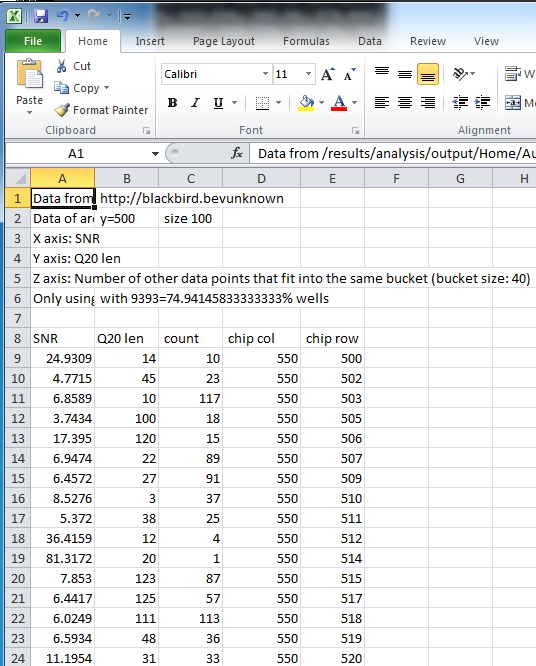 File Home Insert Page Layout Formulas Data Review View
Cut
Copy
Format Painter
Paste
Calibri 11 A A
B I U A
Clipboard Font Alignment
A1 fx Data from /results/analysis/output/Home/Au
A B C D E F G H
1 Data from http://blackbird.bevunknown
2 Data of are y=500 size 100
3 X axis: SNR
4 Y axis: Q20 len
5 Z axis: Number of other data points that fit into the same bucket (bucket size: 40)
6 Only using with 9393=74.94145833333333% wells
7
8 SNR Q20 len count chip col chip row
9 24.9309 14 10 550 500
10 4.7715 45 23 550 502
11 6.8589 10 117 550 503
12 3.7434 100 18 550 505
13 17.395 120 15 550 506
14 6.9474 22 89 550 507
15 6.4572 27 91 550 509
16 8.5276 3 37 550 510
17 5.372 38 25 550 511
18 36.4159 12 4 550 512
19 81.3172 20 1 550 514
20 7.853 123 87 550 515
21 6.4417 125 57 550 517
22 6.0249 111 113 550 518
23 6.5934 48 36 550 519
24 11.1954 31 33 550 520